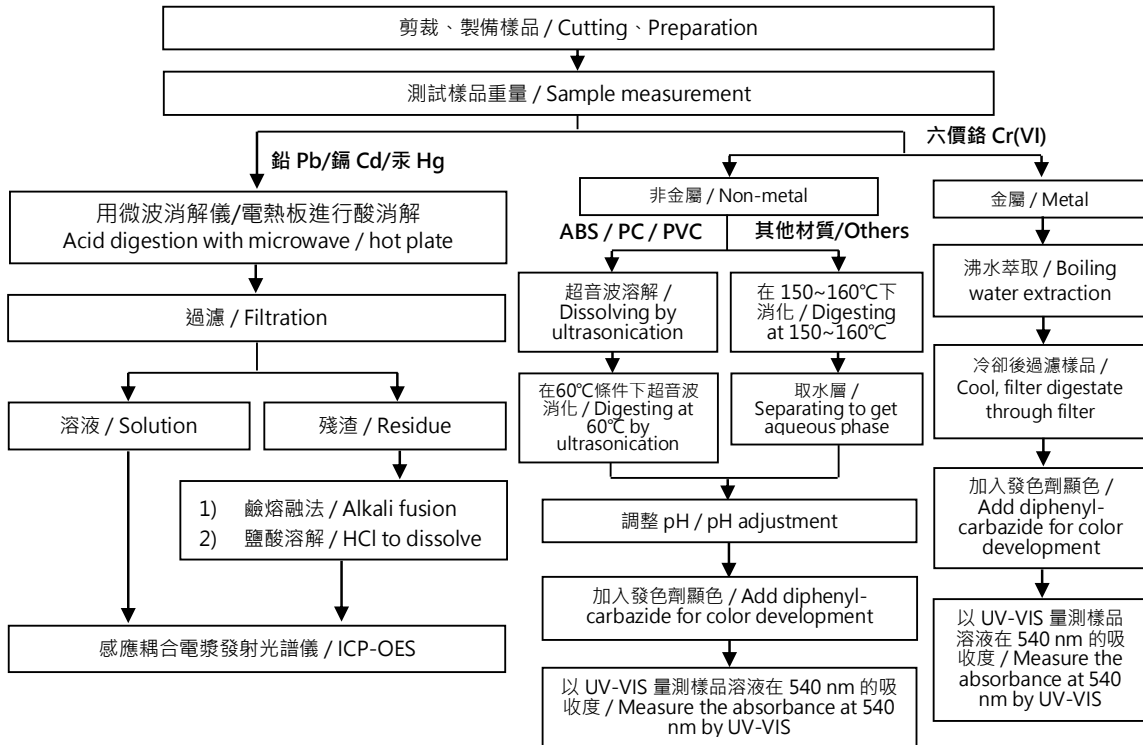 剪裁、製備樣品 / Cutting、Preparation
測試樣品重量 / Sample measurement
鉛 Pb/鎘 Cd/汞 Hg
六價鉻 Cr(VI)
用微波消解儀/電熱板進行酸消解
Acid digestion with microwave / hot plate
過濾 / Filtration
溶液 / Solution
殘渣 / Residue
1) 鹼熔融法 / Alkali fusion
2) 鹽酸溶解 / HCl to dissolve
感應耦合電漿發射光譜儀 / ICP-OES
非金屬 / Non-metal
ABS / PC / PVC
其他材質/Others
超音波溶解 /
Dissolving by
ultrasonication
在 150~160℃下
消化 / Digesting
at 150~160℃
在60℃條件下超音波
消化 / Digesting at
60℃ by
ultrasonication
取水層 /
Separating to get
aqueous phase
調整 pH / pH adjustment
加入發色劑顯色 / Add diphenyl-
carbazide for color development
以 UV-VIS 量測樣品溶液在 540 nm 的吸
收度 / Measure the absorbance at 540
nm by UV-VIS
金屬 / Metal
沸水萃取 / Boiling
water extraction
冷卻後過濾樣品 /
Cool, filter digestate
through filter
加入發色劑顯色 /
Add diphenyl-
carbazide for color
development
以 UV-VIS 量測樣品
溶液在 540 nm 的吸
收度 / Measure the
absorbance at 540
nm by UV-VIS